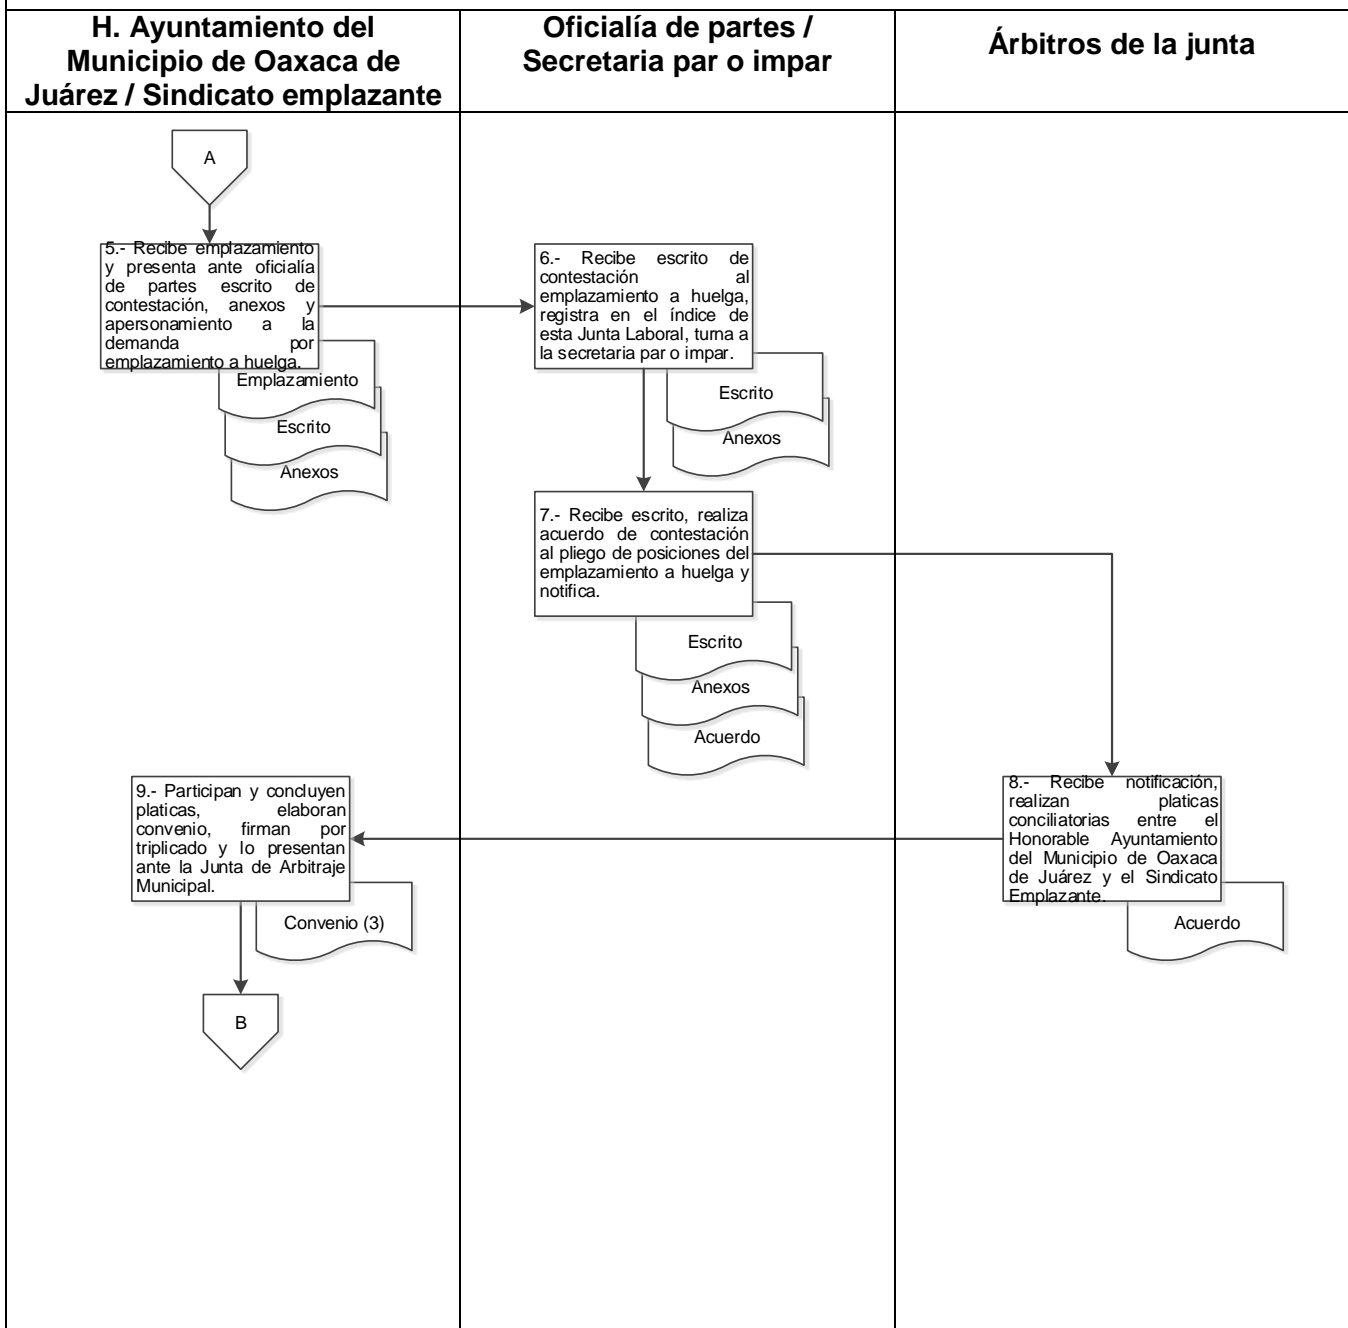 H. Ayuntamiento del
Municipio de Oaxaca de
Juárez / Sindicato emplazante
Oficialía de partes /
Secretaria par o impar
Árbitros de la junta
A
5.- Recibe emplazamiento
y presenta ante oficialía
de partes escrito de
contestación, anexos y
apersonamiento a la
demanda por
emplazamiento a huelga.
Emplazamiento
Escrito
Anexos
6.- Recibe escrito de
contestación al
emplazamiento a huelga,
registra en el índice de
esta Junta Laboral, turna a
la secretaria par o impar.
Escrito
Anexos
7.- Recibe escrito, realiza
acuerdo de contestación
al pliego de posiciones del
emplazamiento a huelga y
notifica.
Escrito
Anexos
Acuerdo
8.- Recibe notificación,
realizan platicas
conciliatorias entre el
Honorable Ayuntamiento
del Municipio de Oaxaca
de Juárez y el Sindicato
Emplazante.
Acuerdo
9.- Participan y concluyen
platicas, elaboran
convenio, firman por
triplicado y lo presentan
ante la Junta de Arbitraje
Municipal.
Convenio (3)
B